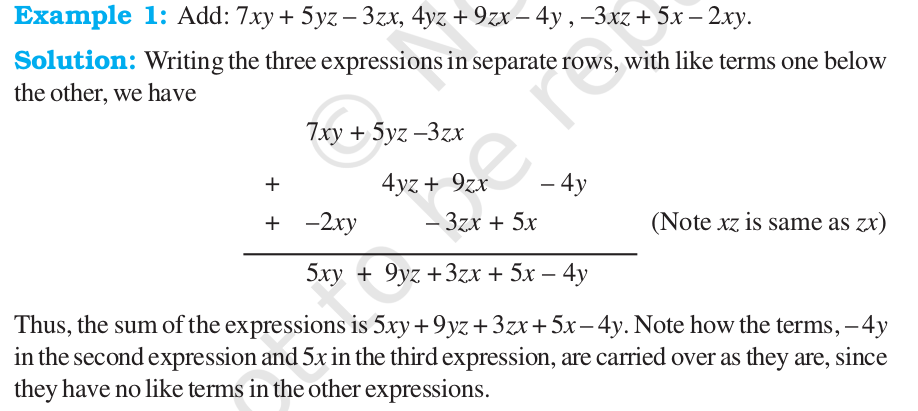 Example 1: Add: 7xy + 5yz – 3zx, 4yz + 9zx – 4y , –3xz + 5x – 2xy.
Solution: Writing the three expressions in separate rows, with like terms one below
the other, we have
7xy + 5yz –3zx
+ 4yz + 9zx – 4y
+ –2xy – 3zx + 5x (Note xz is same as zx)
5xy + 9yz +3zx + 5x – 4y
Thus, the sum of the expressions is 5xy + 9yz + 3zx + 5x – 4y. Note how the terms, – 4y
in the second expression and 5x in the third expression, are carried over as they are, since
they have no like terms in the other expressions.